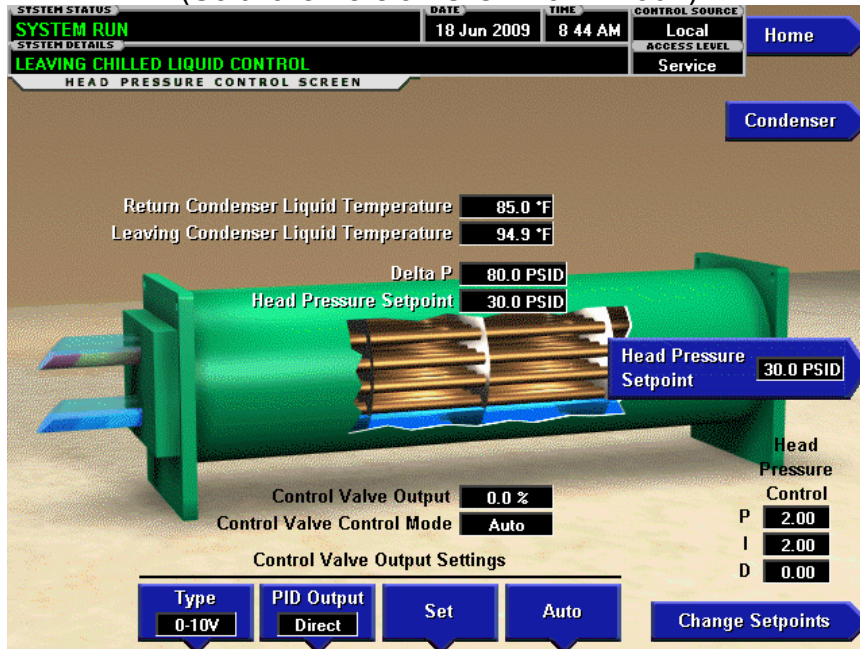 SYSTEM STATUS
DATE
TIME
CONTROL SOURCE
SYSTEM RUN
18 Jun 2009
8 44 AM
Local
Home
SYSTEM DETAILS
ACCESS LEVEL
LEAVING CHILLED LIQUID CONTROL
Service
HEAD PRESSURE CONTROL SCREEN
Condenser
Return Condenser Liquid Temperature 85.0 °F
Leaving Condenser Liquid Temperature 94.9 °F
Delta P 80.0 PSID
Head Pressure Setpoint 30.0 PSID
Head Pressure
Setpoint
30.0 PSID
Head
Pressure
Control
Control Valve Output 0.0 %
Control Valve Control Mode Auto
P 2.00
I 2.00
D 0.00
Control Valve Output Settings
Type
0-10V
PID Output
Direct
Set
Auto
Change Setpoints